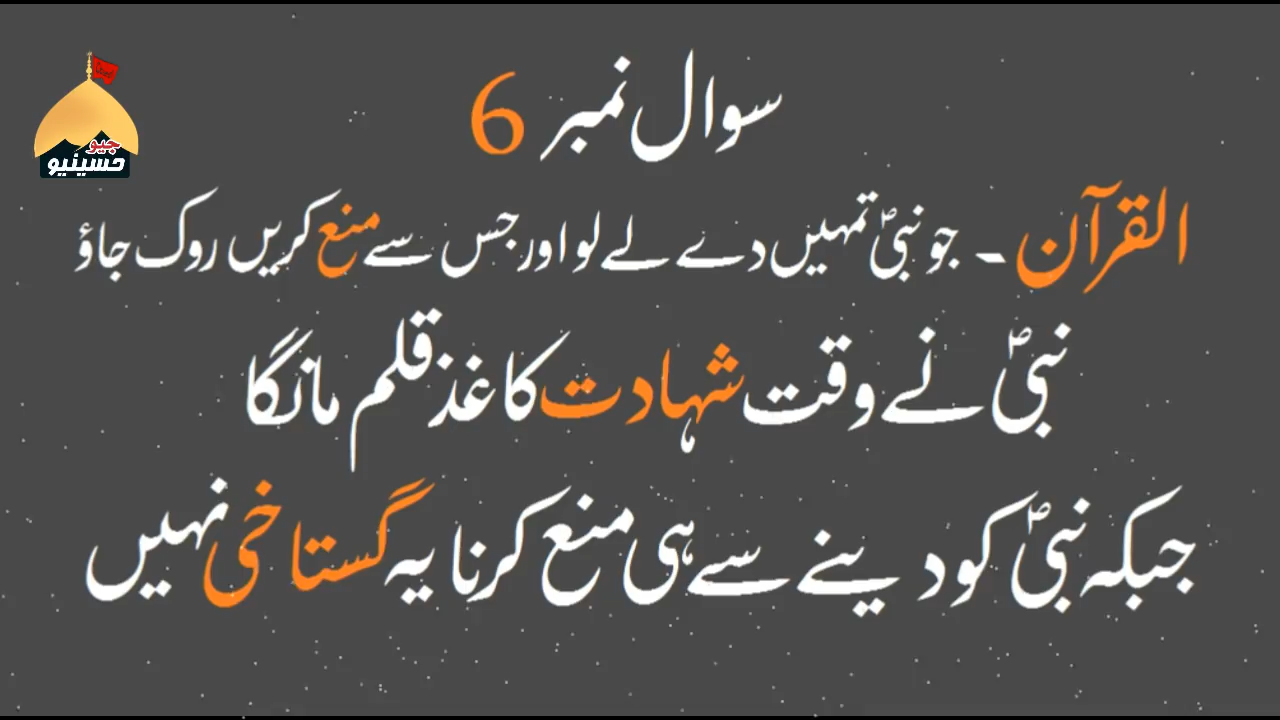 سوال نمبر 6
القرآن - جو نبیؐ تمہیں دے لے لو اور جس سے منع کریں روک جاؤ
نبیؐ نے وقت شہادت کاغذ قلم مانگا
جبکہ نبیؐ کو دینے سے ہی منع کرنا یہ گستاخی نہیں
جیو
حسینیو